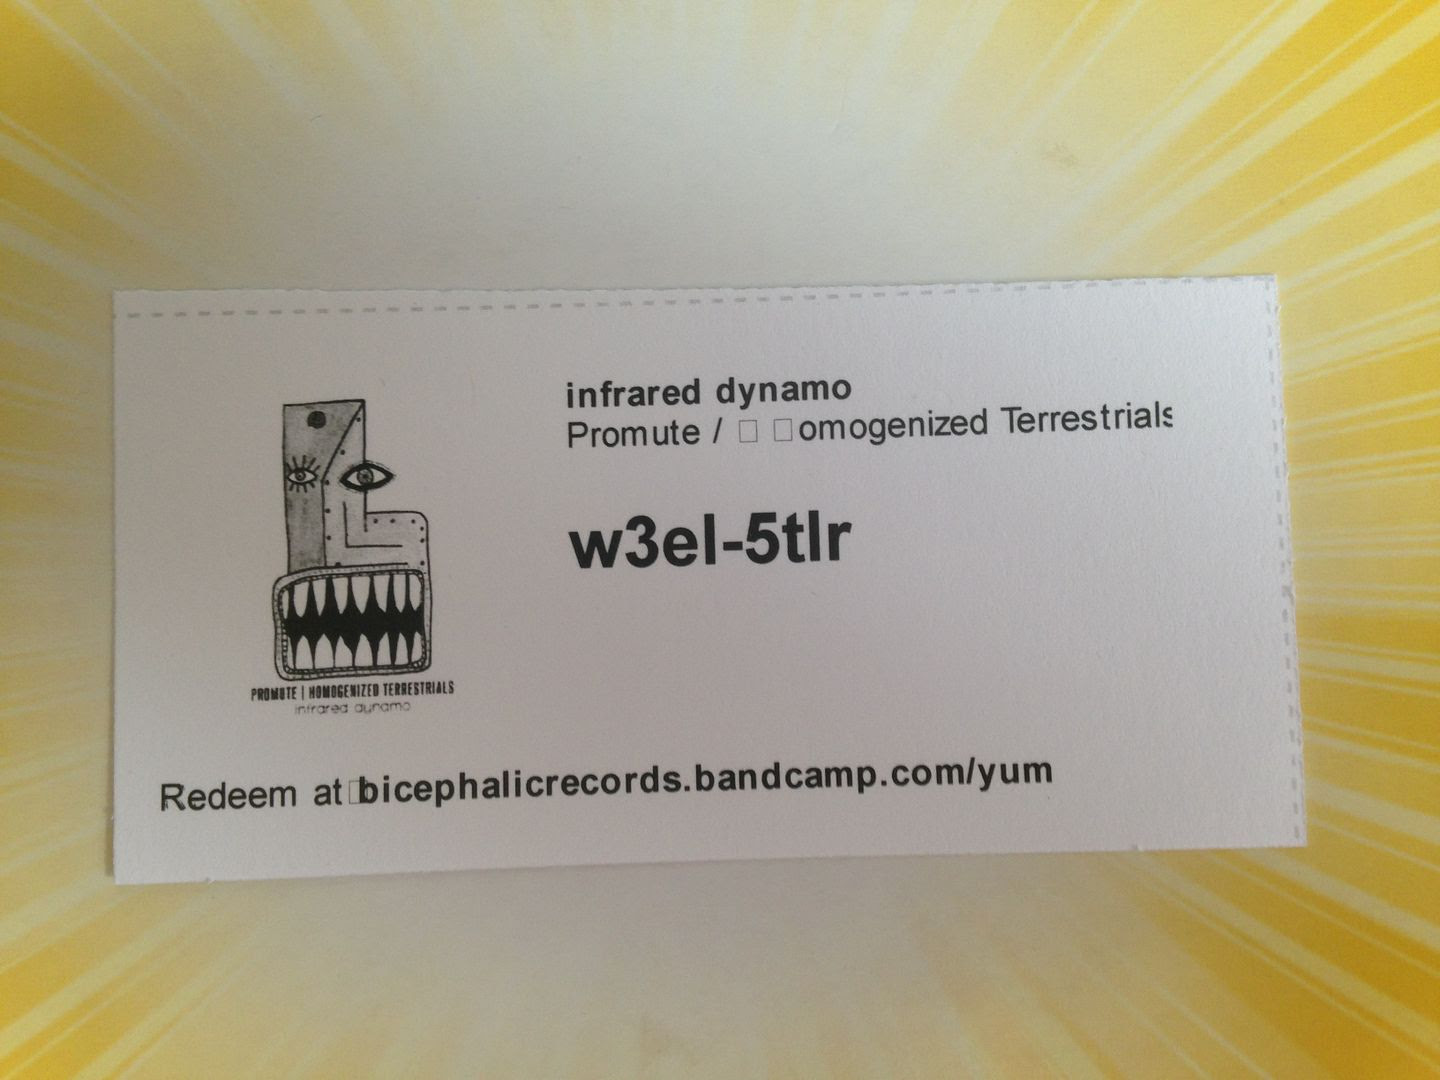 infrared dynamo
Promute / □ □omogenized Terrestrials
w3el-5tlr
PROMUTE | HOMOGENIZED TERRESTRIALS
infrared dynamo
Redeem at □bicephalicrecords.bandcamp.com/yum